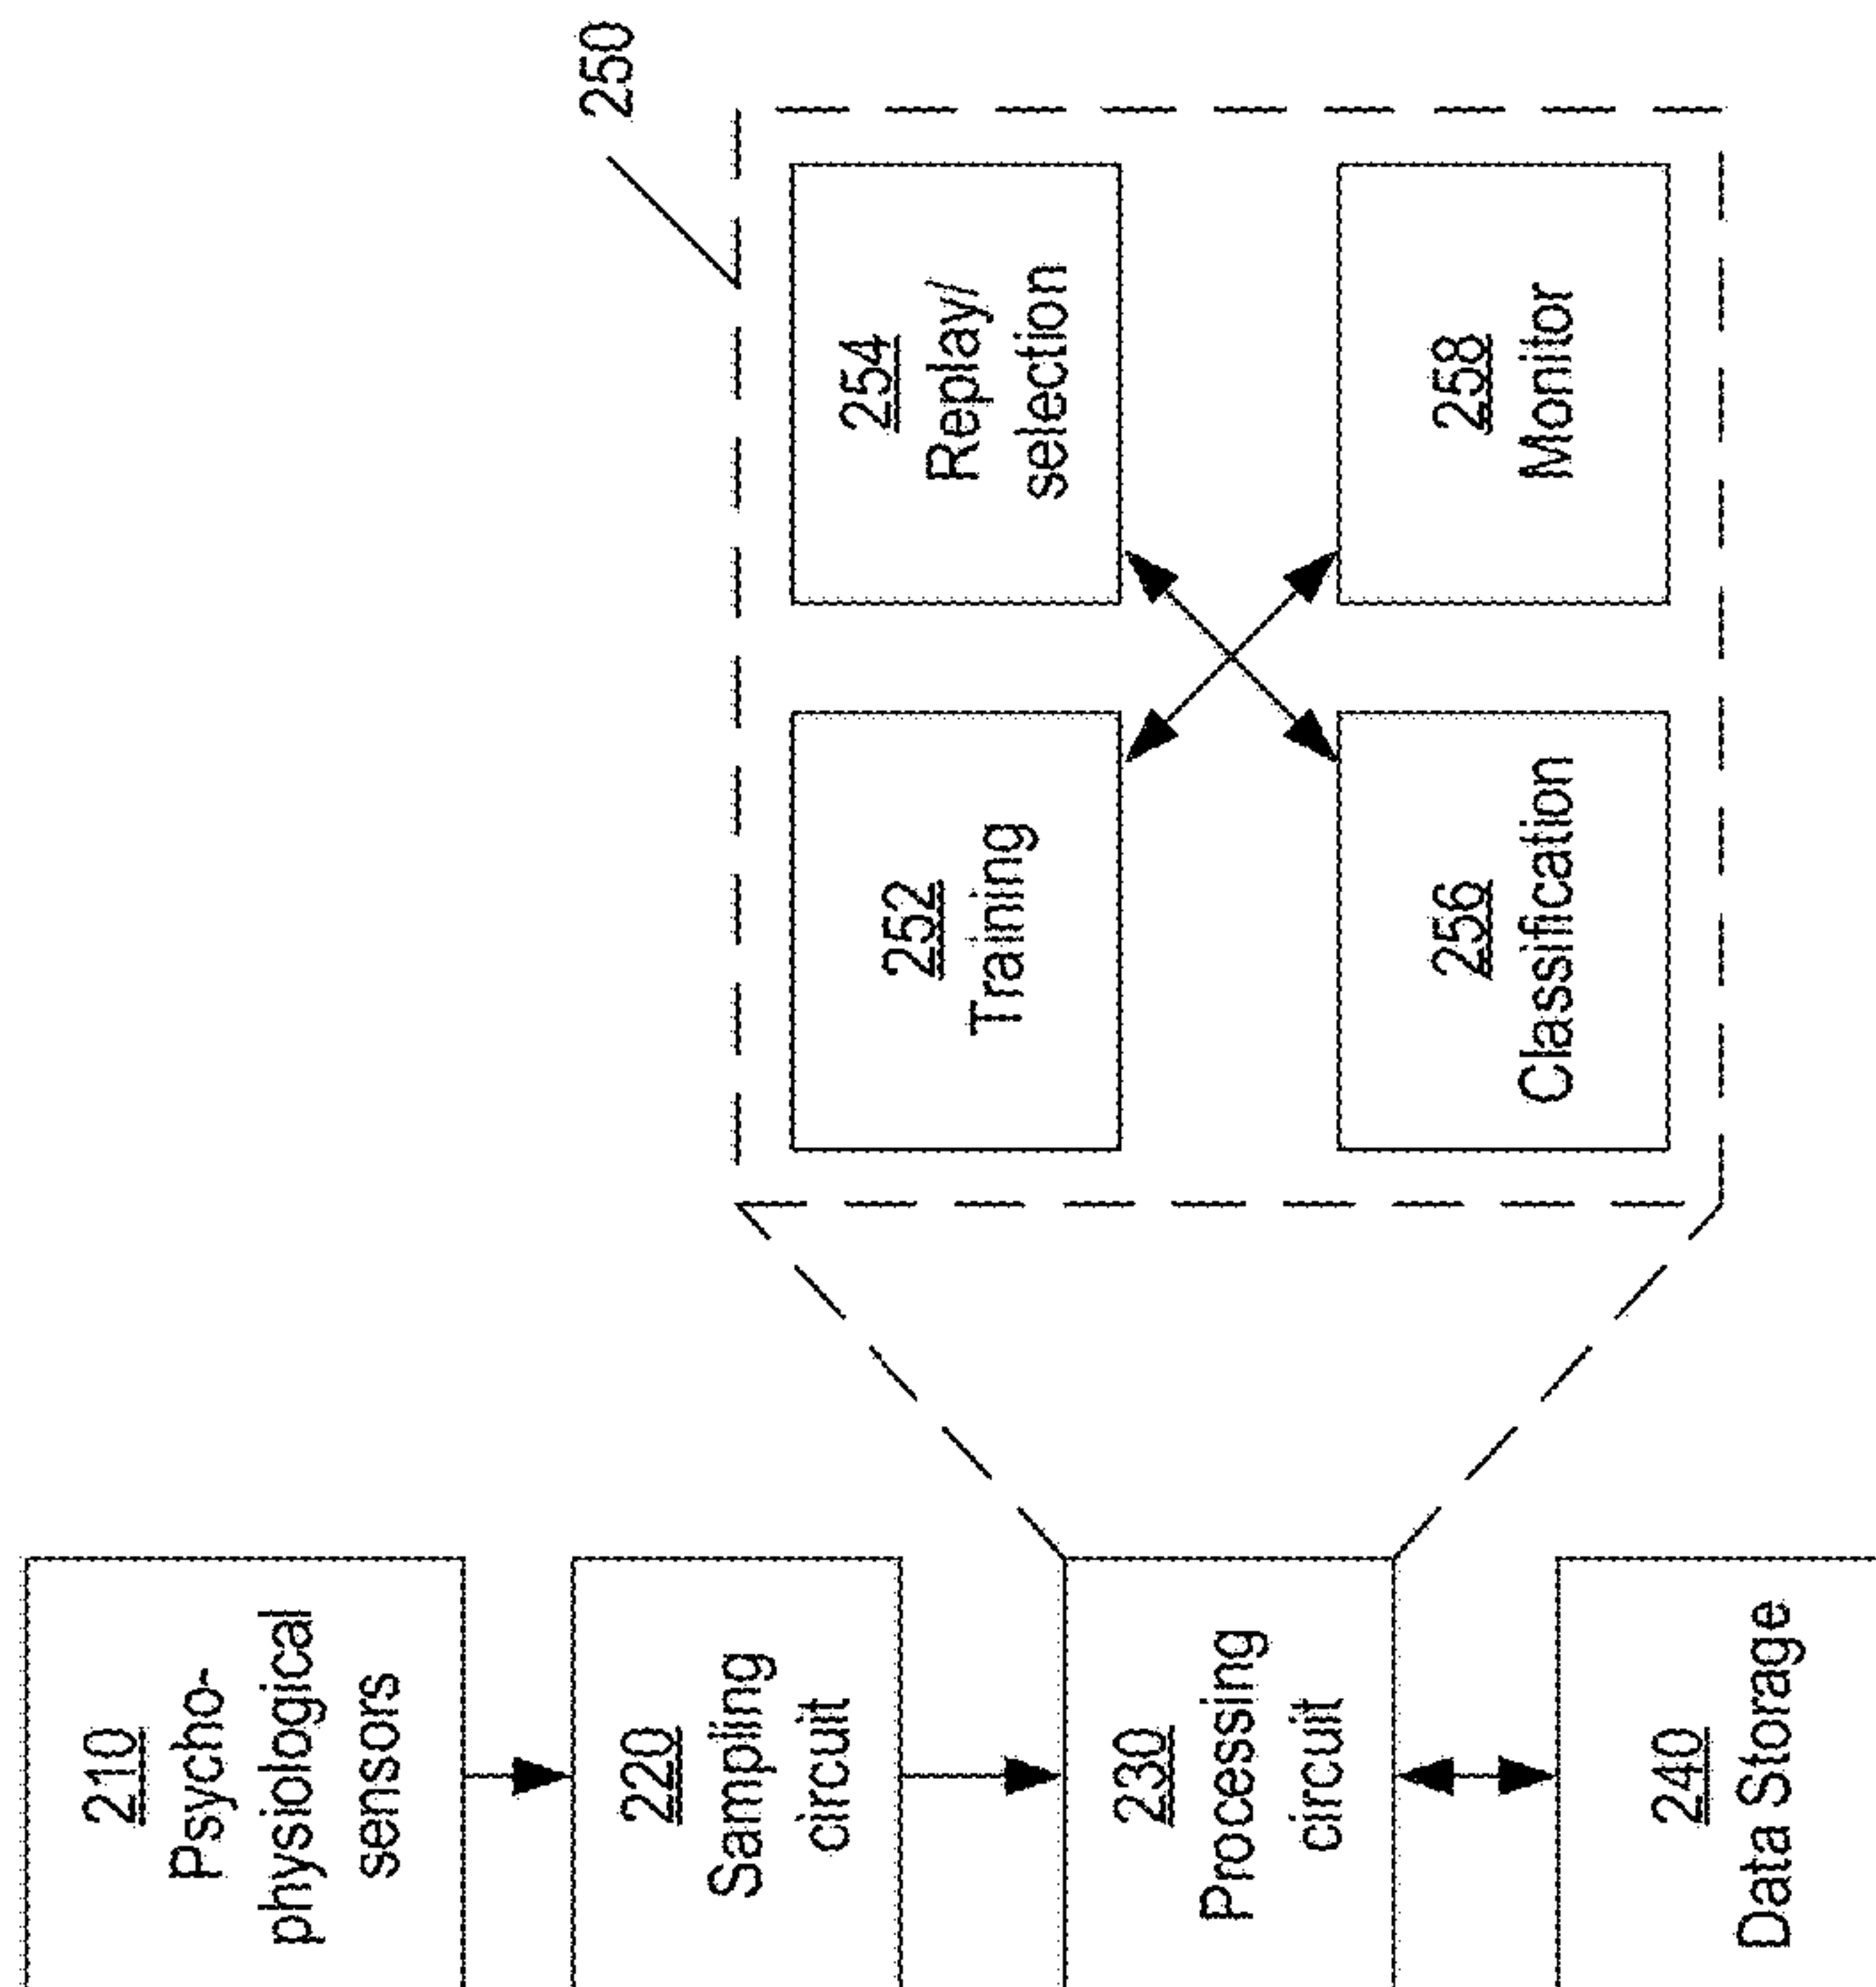 210
Psycho-
physiological
sensors
220
Sampling
circuit
230
Processing
circuit
240
Data Storage
250
252
Training
254
Replay/
selection
256
Classification
258
Monitor